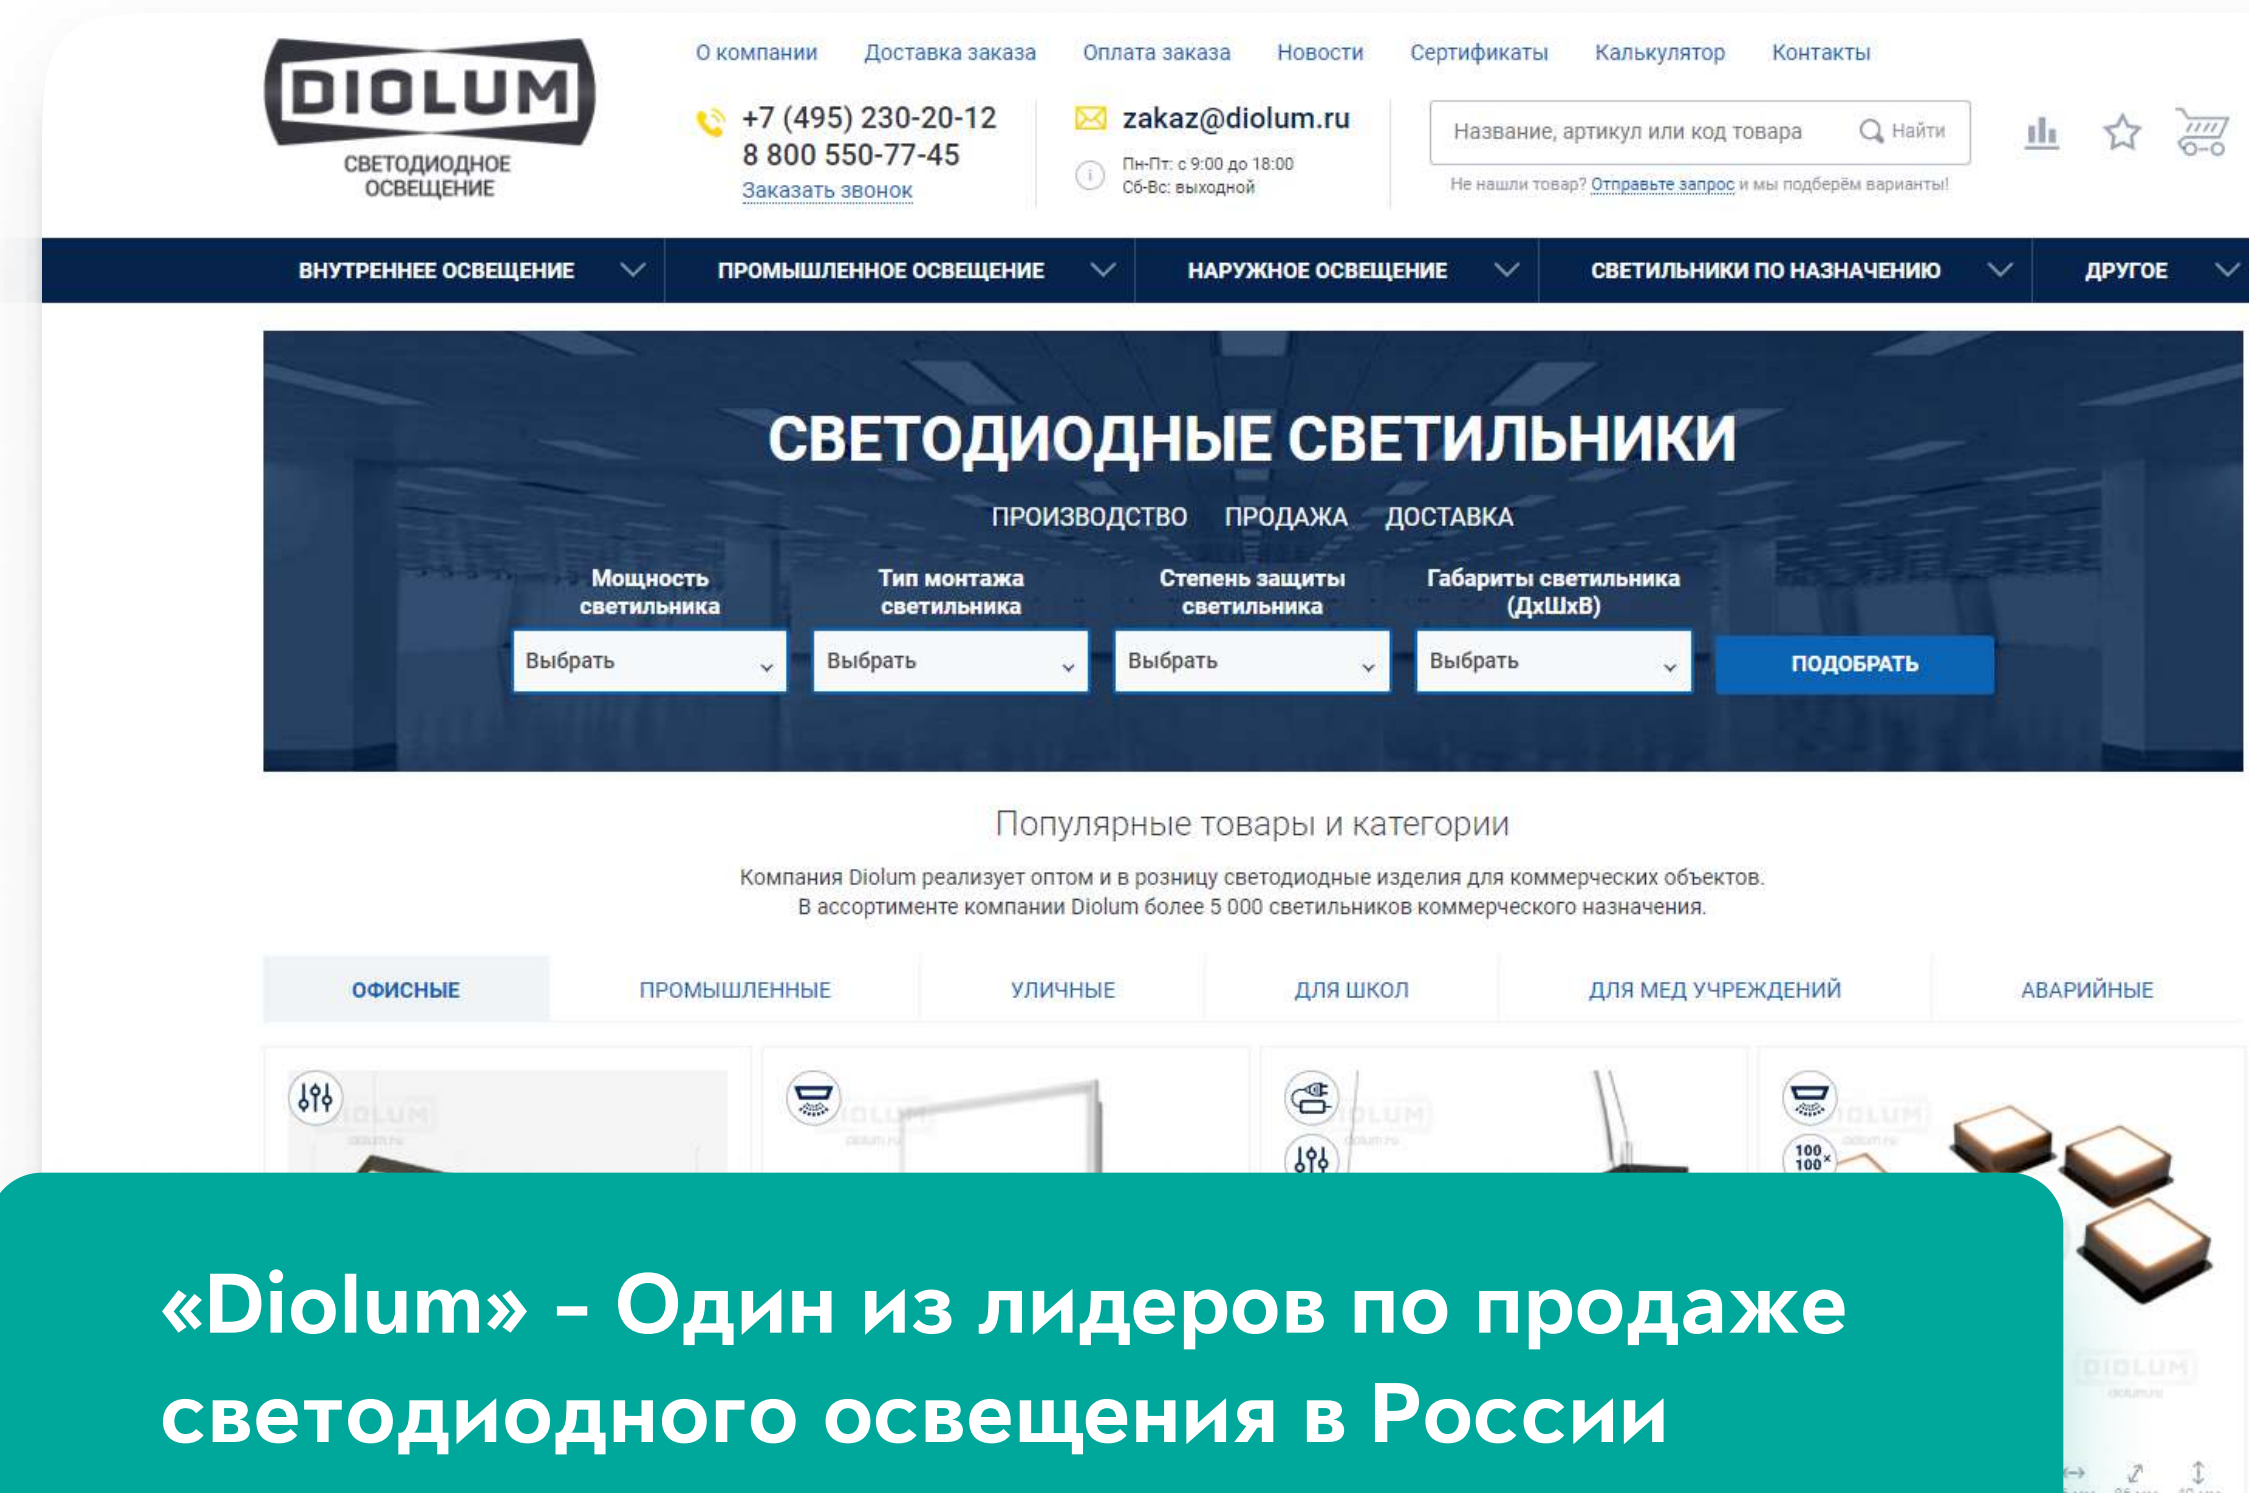 DIOLUM
СВЕТОДИОДНОЕ
ОСВЕЩЕНИЕ
О компании Доставка заказа Оплата заказа Новости Сертификаты Калькулятор Контакты
+7 (495) 230-20-12
8 800 550-77-45
Заказать звонок
zakaz@diolum.ru
Пн-Пт: с 9:00 до 18:00
Сб-Вс: выходной
Название, артикул или код товара Найти
Не нашли товар? Отправьте запрос и мы подберём варианты!
ВНУТРЕННЕЕ ОСВЕЩЕНИЕ ПРОМЫШЛЕННОЕ ОСВЕЩЕНИЕ НАРУЖНОЕ ОСВЕЩЕНИЕ СВЕТИЛЬНИКИ ПО НАЗНАЧЕНИЮ ДРУГОЕ
СВЕТОДИОДНЫЕ СВЕТИЛЬНИКИ
ПРОИЗВОДСТВО ПРОДАЖА ДОСТАВКА
Мощность
светильника
Выбрать
Тип монтажа
светильника
Выбрать
Степень защиты
светильника
Выбрать
Габариты светильника
(ДхШхВ)
Выбрать
ПОДОБРАТЬ
Популярные товары и категории
Компания Diolum реализует оптом и в розницу светодиодные изделия для коммерческих объектов.
В ассортименте компании Diolum более 5 000 светильников коммерческого назначения.
ОФИСНЫЕ ПРОМЫШЛЕННЫЕ УЛИЧНЫЕ ДЛЯ ШКОЛ ДЛЯ МЕД УЧРЕЖДЕНИЙ АВАРИЙНЫЕ
100 ×
100
DIOLUM
diolum.ru
«Diolum» - Один из лидеров по продаже
светодиодного освещения в России